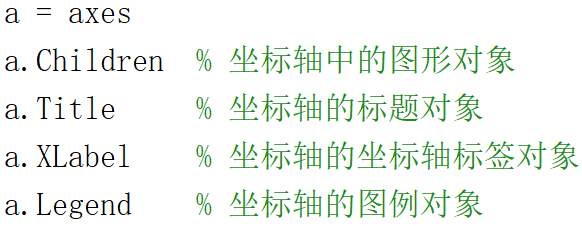 a = axes
a.Children  % 坐标轴中的图形对象
a.Title     % 坐标轴的标题对象
a.XLabel    % 坐标轴的坐标轴标签对象
a.Legend    % 坐标轴的图例对象